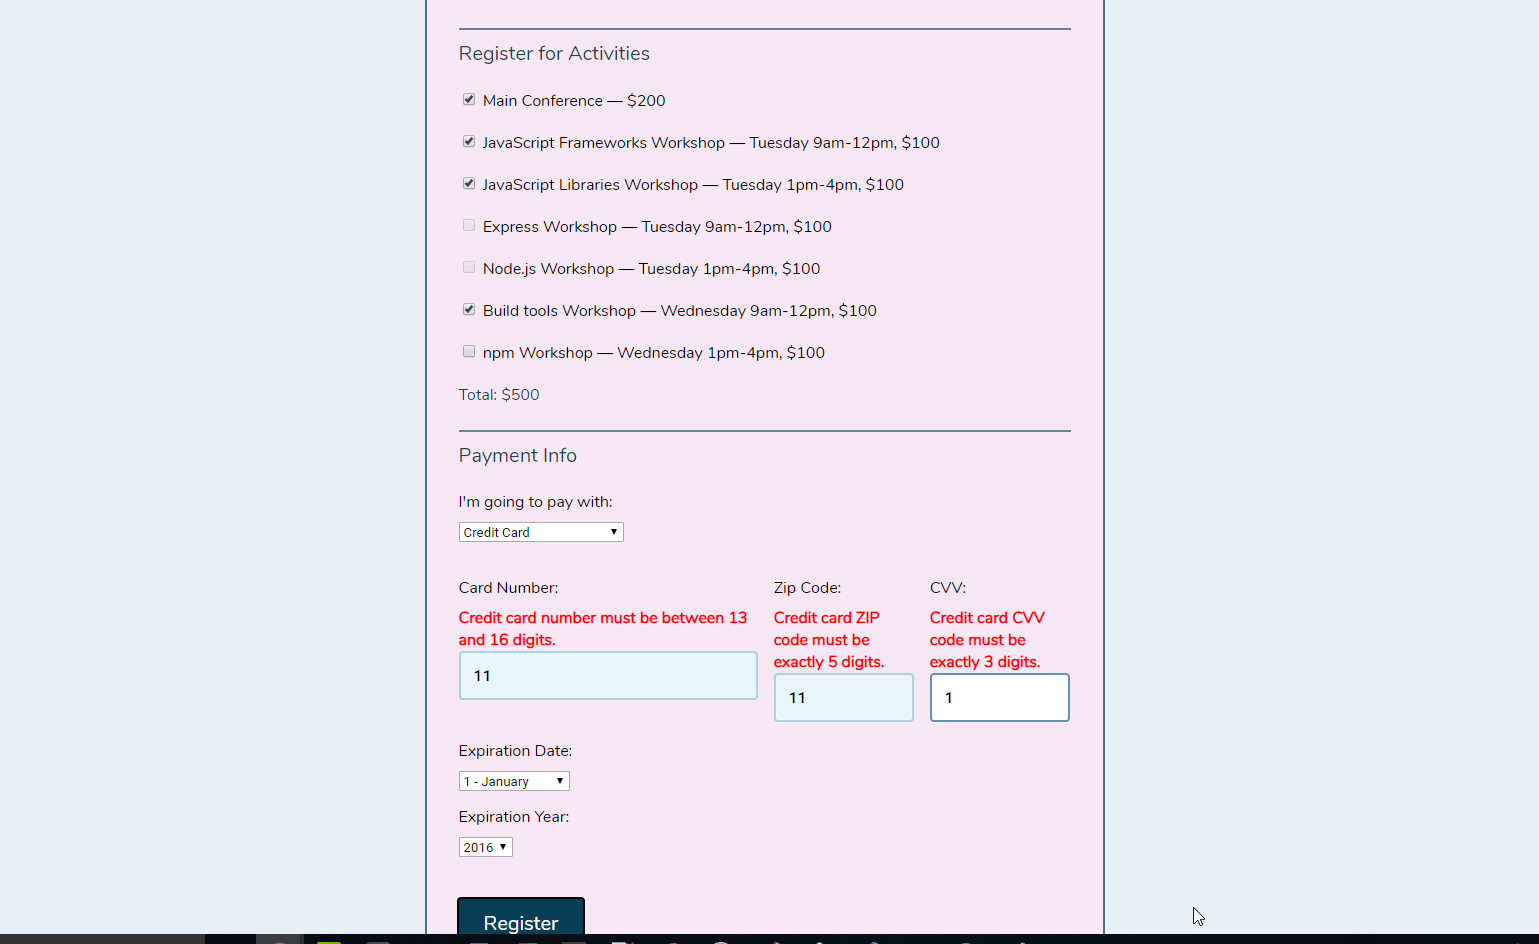 Register for Activities
Main Conference — $200
JavaScript Frameworks Workshop — Tuesday 9am-12pm, $100
JavaScript Libraries Workshop — Tuesday 1pm-4pm, $100
Express Workshop — Tuesday 9am-12pm, $100
Node.js Workshop — Tuesday 1pm-4pm, $100
Build tools Workshop — Wednesday 9am-12pm, $100
npm Workshop — Wednesday 1pm-4pm, $100
Total: $500
Payment Info
I'm going to pay with:
Credit Card
Card Number:
Credit card number must be between 13
and 16 digits.
11
Zip Code:
Credit card ZIP
code must be
exactly 5 digits.
11
CVV:
Credit card CVV
code must be
exactly 3 digits.
1
Expiration Date:
1 - January
Expiration Year:
2016
Register